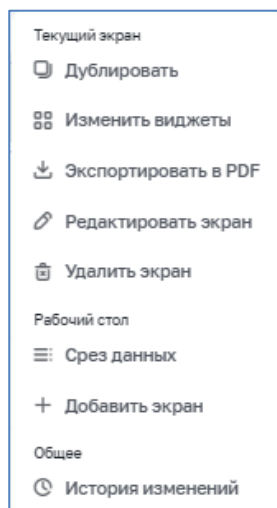 Текущий экран
Дублировать
Изменить виджеты
Экспортировать в PDF
Редактировать экран
Удалить экран
Рабочий стол
Срез данных
Добавить экран
Общее
История изменений